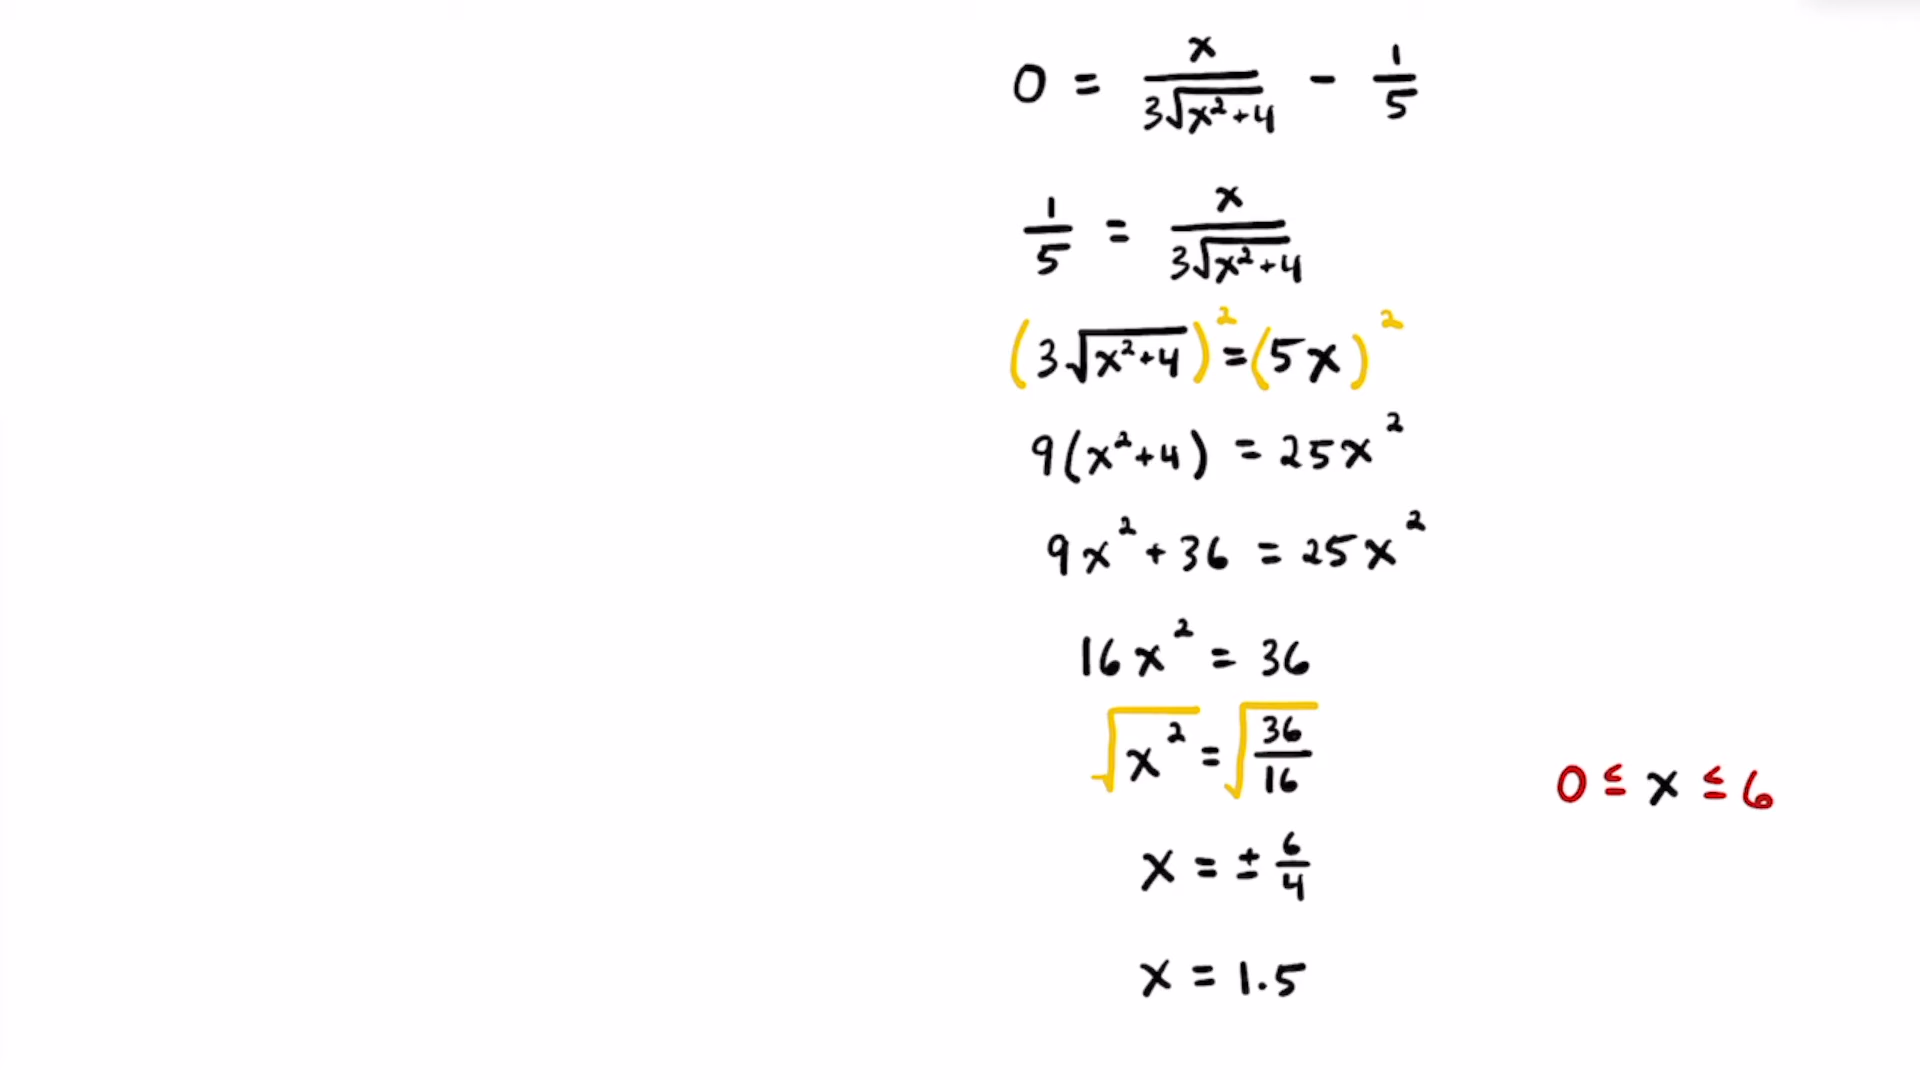 0 = x/(3√(x²+4)) - 1/5
1/5 = x/(3√(x²+4))
(3√(x²+4))² = (5x)²
9(x²+4) = 25x²
9x² + 36 = 25x²
16x² = 36
√(x²) = √(36/16)
0 ≤ x ≤ 6
x = ± 6/4
x = 1.5